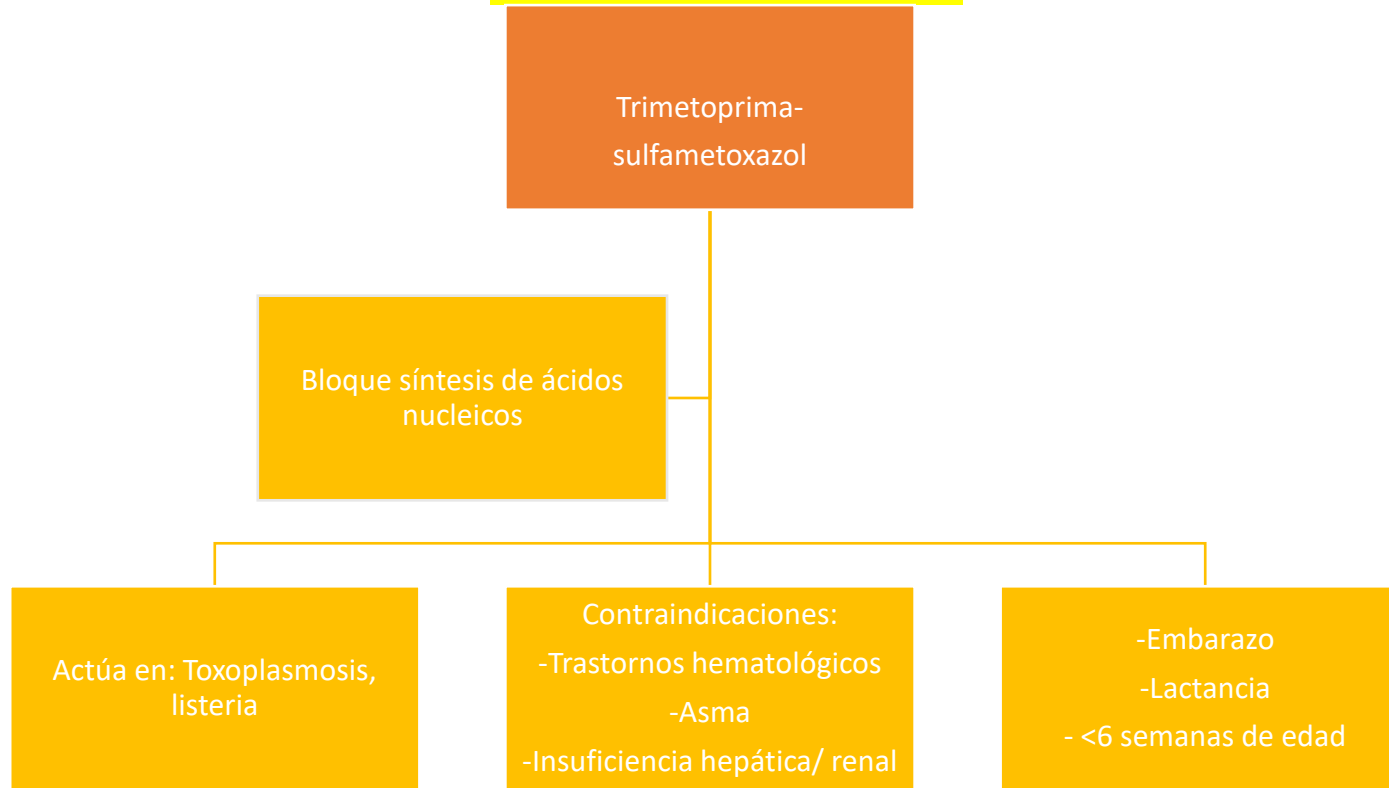 Trimetoprima-
sulfametoxazol
Bloque síntesis de ácidos
nucleicos
Actúa en: Toxoplasmosis,
listeria
Contraindicaciones:
-Trastornos hematológicos
-Asma
-Insuficiencia hepática/ renal
-Embarazo
-Lactancia
- <6 semanas de edad